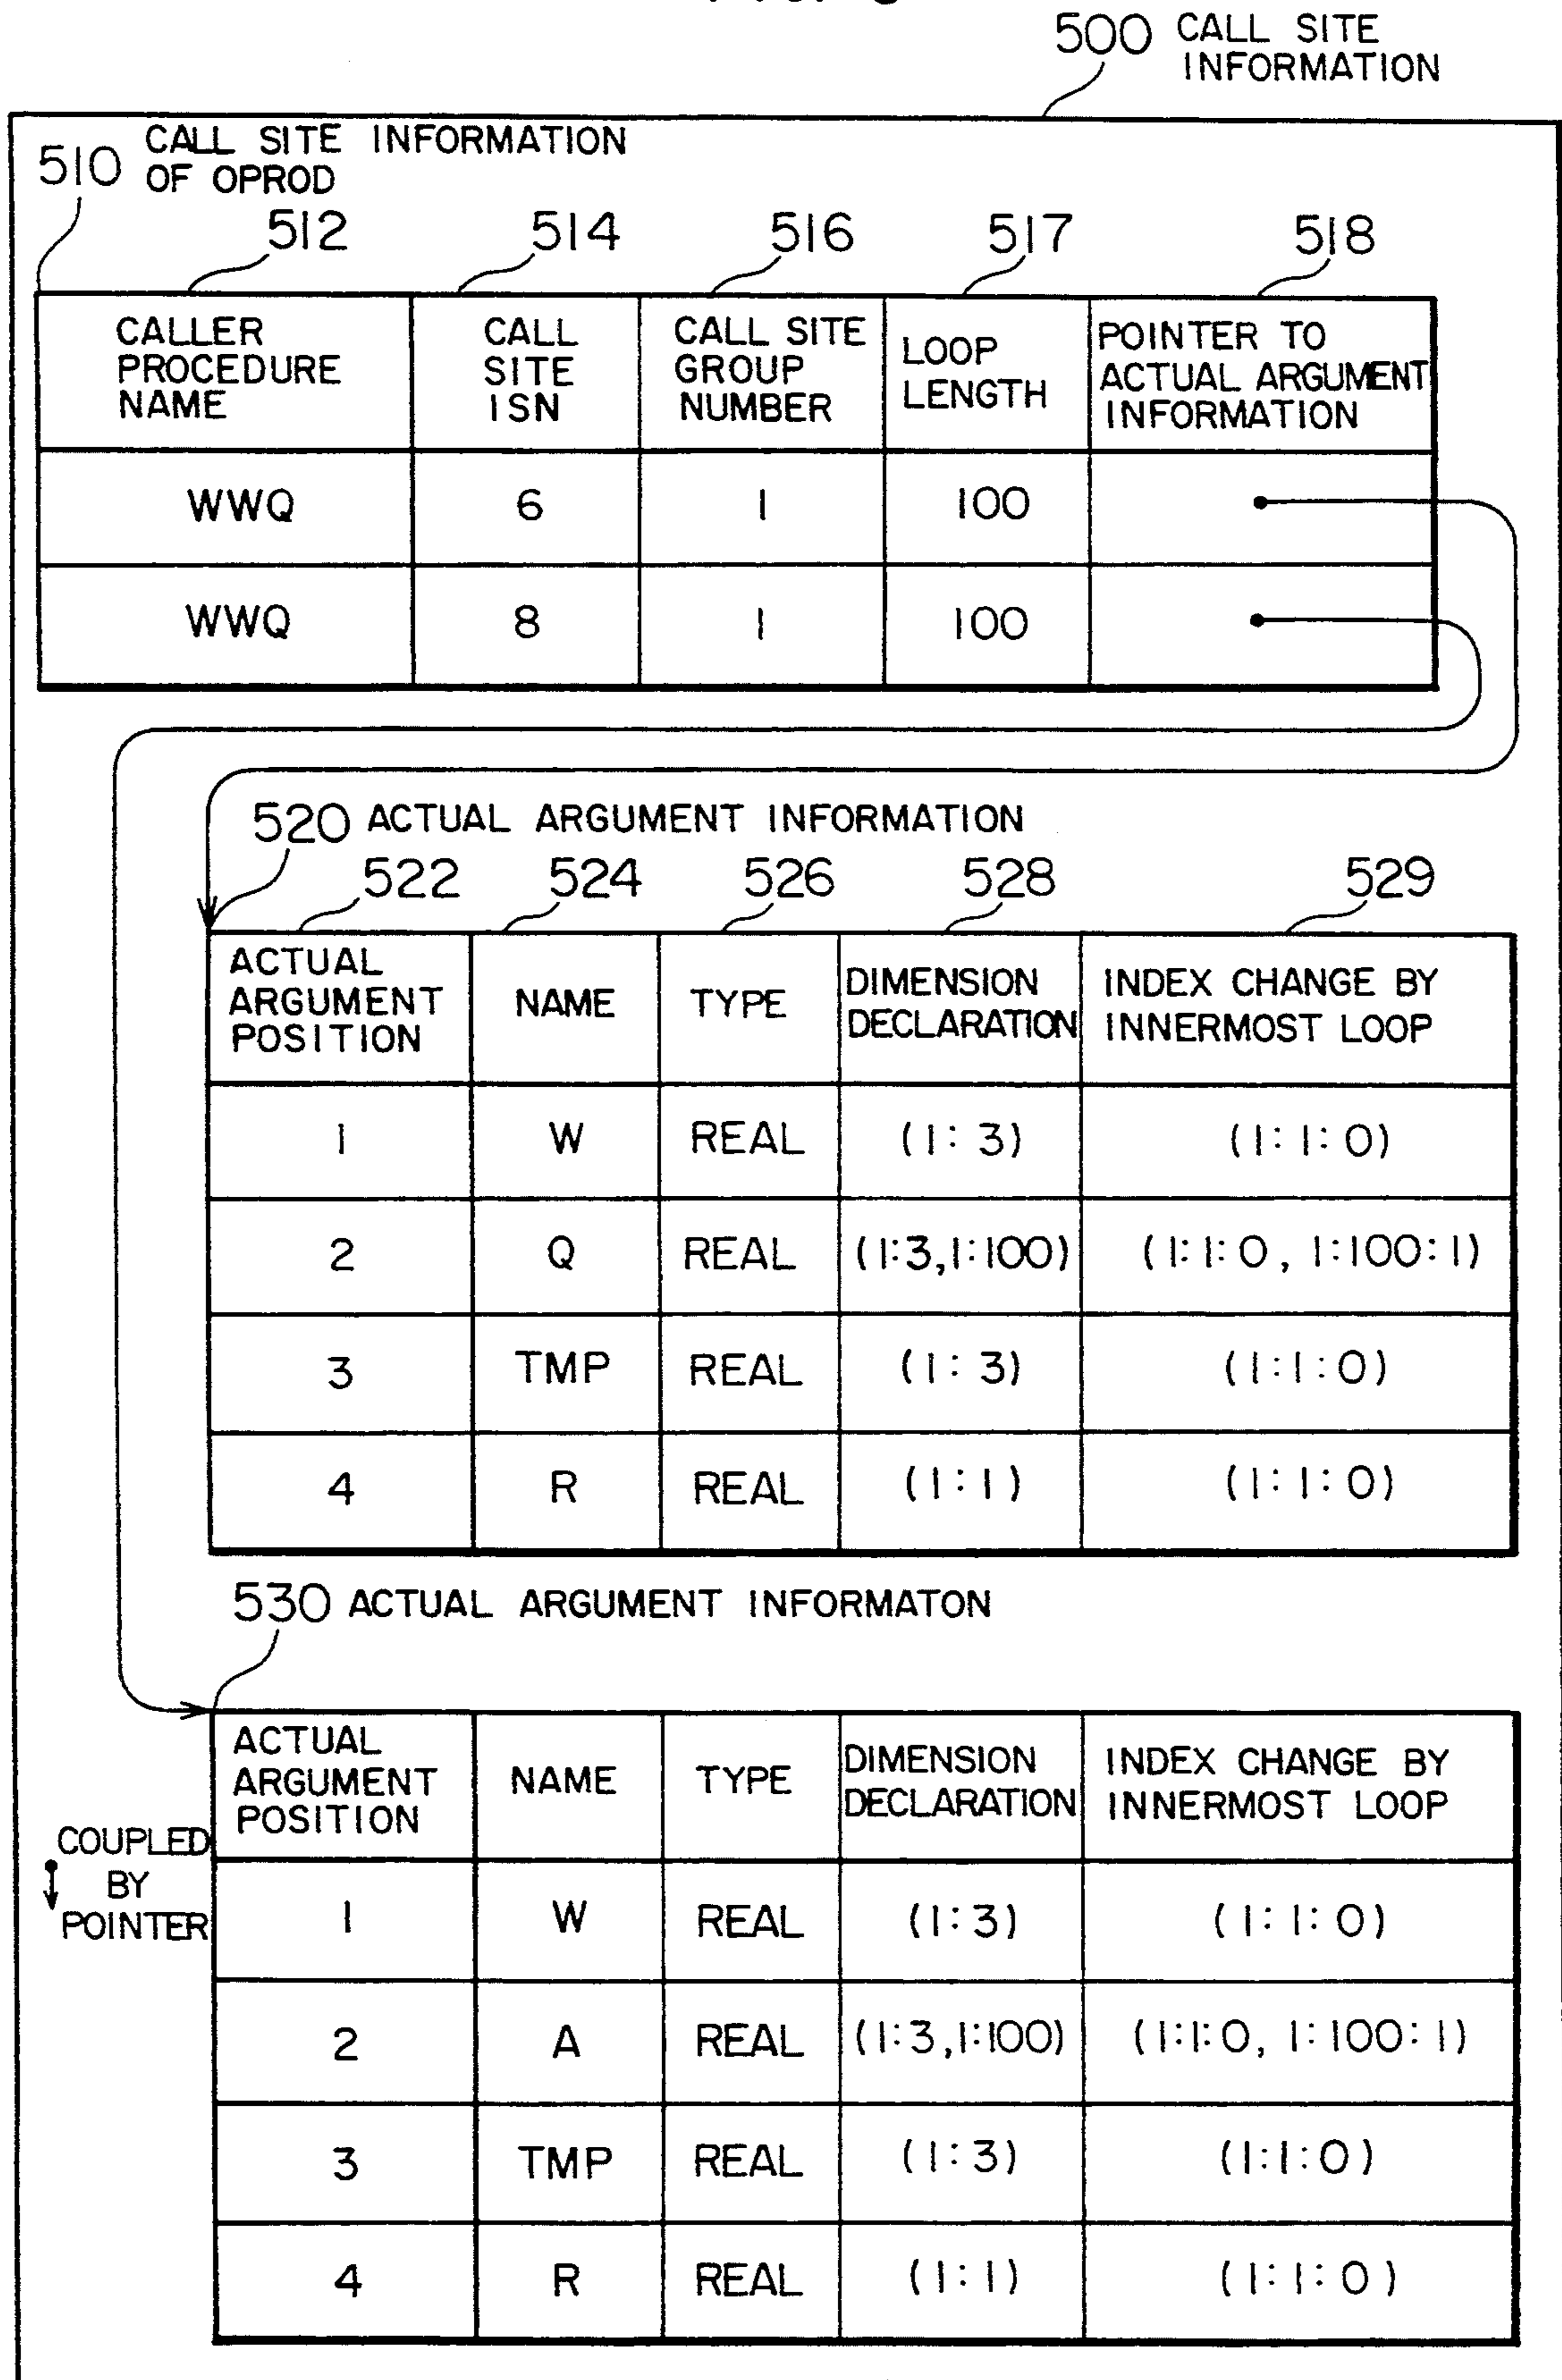 500 CALL SITE
INFORMATION
510 CALL SITE INFORMATION
OF OPROD
512 514 516 517 518
CALLER PROCEDURE NAME CALL SITE ISN CALL SITE GROUP NUMBER LOOP LENGTH POINTER TO ACTUAL ARGUMENT INFORMATION
WWQ 6 1 100
WWQ 8 1 100
520 ACTUAL ARGUMENT INFORMATION
522 524 526 528 529
ACTUAL ARGUMENT POSITION NAME TYPE DIMENSION DECLARATION INDEX CHANGE BY INNERMOST LOOP
1 W REAL (1:3) (1:1:0)
2 Q REAL (1:3,1:100) (1:1:0, 1:100:1)
3 TMP REAL (1:3) (1:1:0)
4 R REAL (1:1) (1:1:0)
530 ACTUAL ARGUMENT INFORMATON
ACTUAL ARGUMENT POSITION NAME TYPE DIMENSION DECLARATION INDEX CHANGE BY INNERMOST LOOP
COUPLED
BY
POINTER
1 W REAL (1:3) (1:1:0)
2 A REAL (1:3,1:100) (1:1:0, 1:100:1)
3 TMP REAL (1:3) (1:1:0)
4 R REAL (1:1) (1:1:0)